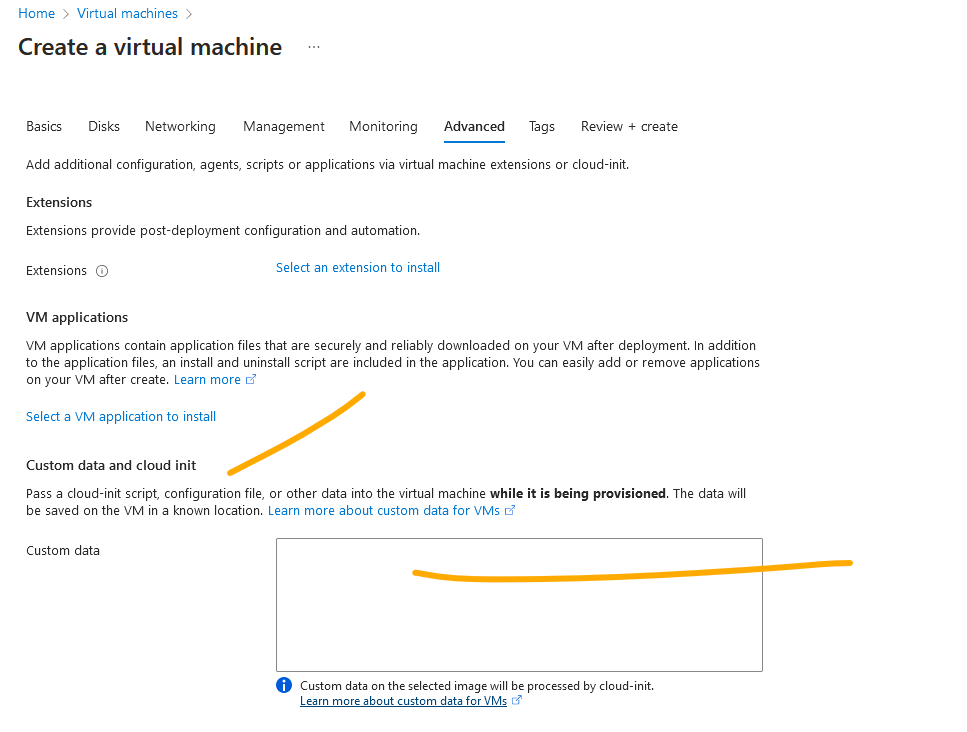 Home > Virtual machines >
Create a virtual machine ...
Basics Disks Networking Management Monitoring Advanced Tags Review + create
Add additional configuration, agents, scripts or applications via virtual machine extensions or cloud-init.
Extensions
Extensions provide post-deployment configuration and automation.
Extensions Select an extension to install
VM applications
VM applications contain application files that are securely and reliably downloaded on your VM after deployment. In addition
to the application files, an install and uninstall script are included in the application. You can easily add or remove applications
on your VM after create. Learn more
Select a VM application to install
Custom data and cloud init
Pass a cloud-init script, configuration file, or other data into the virtual machine while it is being provisioned. The data will
be saved on the VM in a known location. Learn more about custom data for VMs
Custom data
Custom data on the selected image will be processed by cloud-init.
Learn more about custom data for VMs